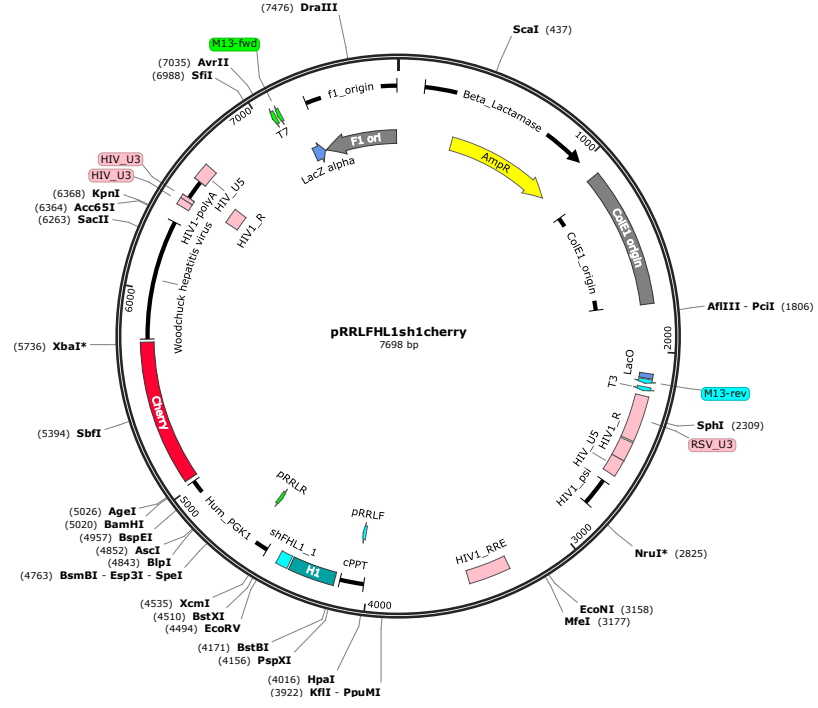 (7476) DraIII
ScaI (437)
M13-fwd
(7035) AvrII
(6988) SfiI
7000
T7
f1_origin
F1 ori
LacZ alpha
Beta_Lactamase
1000
AmpR
ColE1 origin
ColE1_origin
AflIII - PciI (1806)
2000
LacO
T3
M13-rev
SphI (2309)
RSV_U3
HIV1_R
HIV_U5
HIV1_psi
NruI* (2825)
3000
EcoNI (3158)
MfeI (3177)
HIV1_RRE
pRRLFHL1sh1cherry
7698 bp
HIV_U3
HIV_U3
(6368) KpnI
(6364) Acc65I
(6263) SacII
HIV_U5
HIV1-polyA
HIV1_R
Woodchuck hepatitis virus
6000
(5736) XbaI*
Cherry
(5394) SbfI
(5026) AgeI
(5020) BamHI
(4957) BspEI
(4852) AscI
(4843) BlpI
(4763) BsmBI - Esp3I - SpeI
5000
Hum_PGK1
pRRLR
pRRLF
shFHL1_1
H1
cPPT
4000
(4535) XcmI
(4510) BstXI
(4494) EcoRV
(4171) BstBI
(4156) PspXI
(4016) HpaI
(3922) KflI - PpuMI